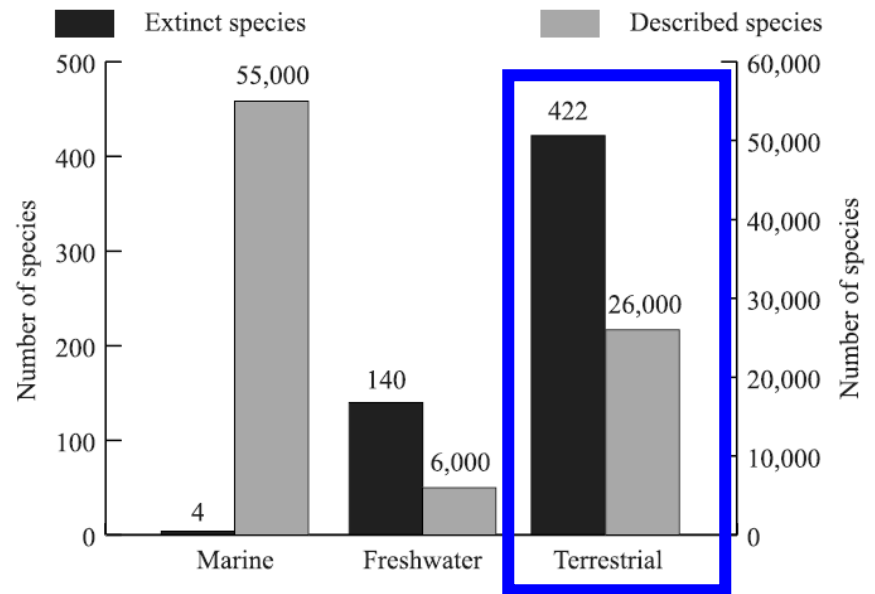 Extinct species
Described species
500
400
300
200
100
0
Number of species
55,000
4
140
6,000
422
26,000
60,000
50,000
40,000
30,000
20,000
10,000
0
Number of species
Marine
Freshwater
Terrestrial